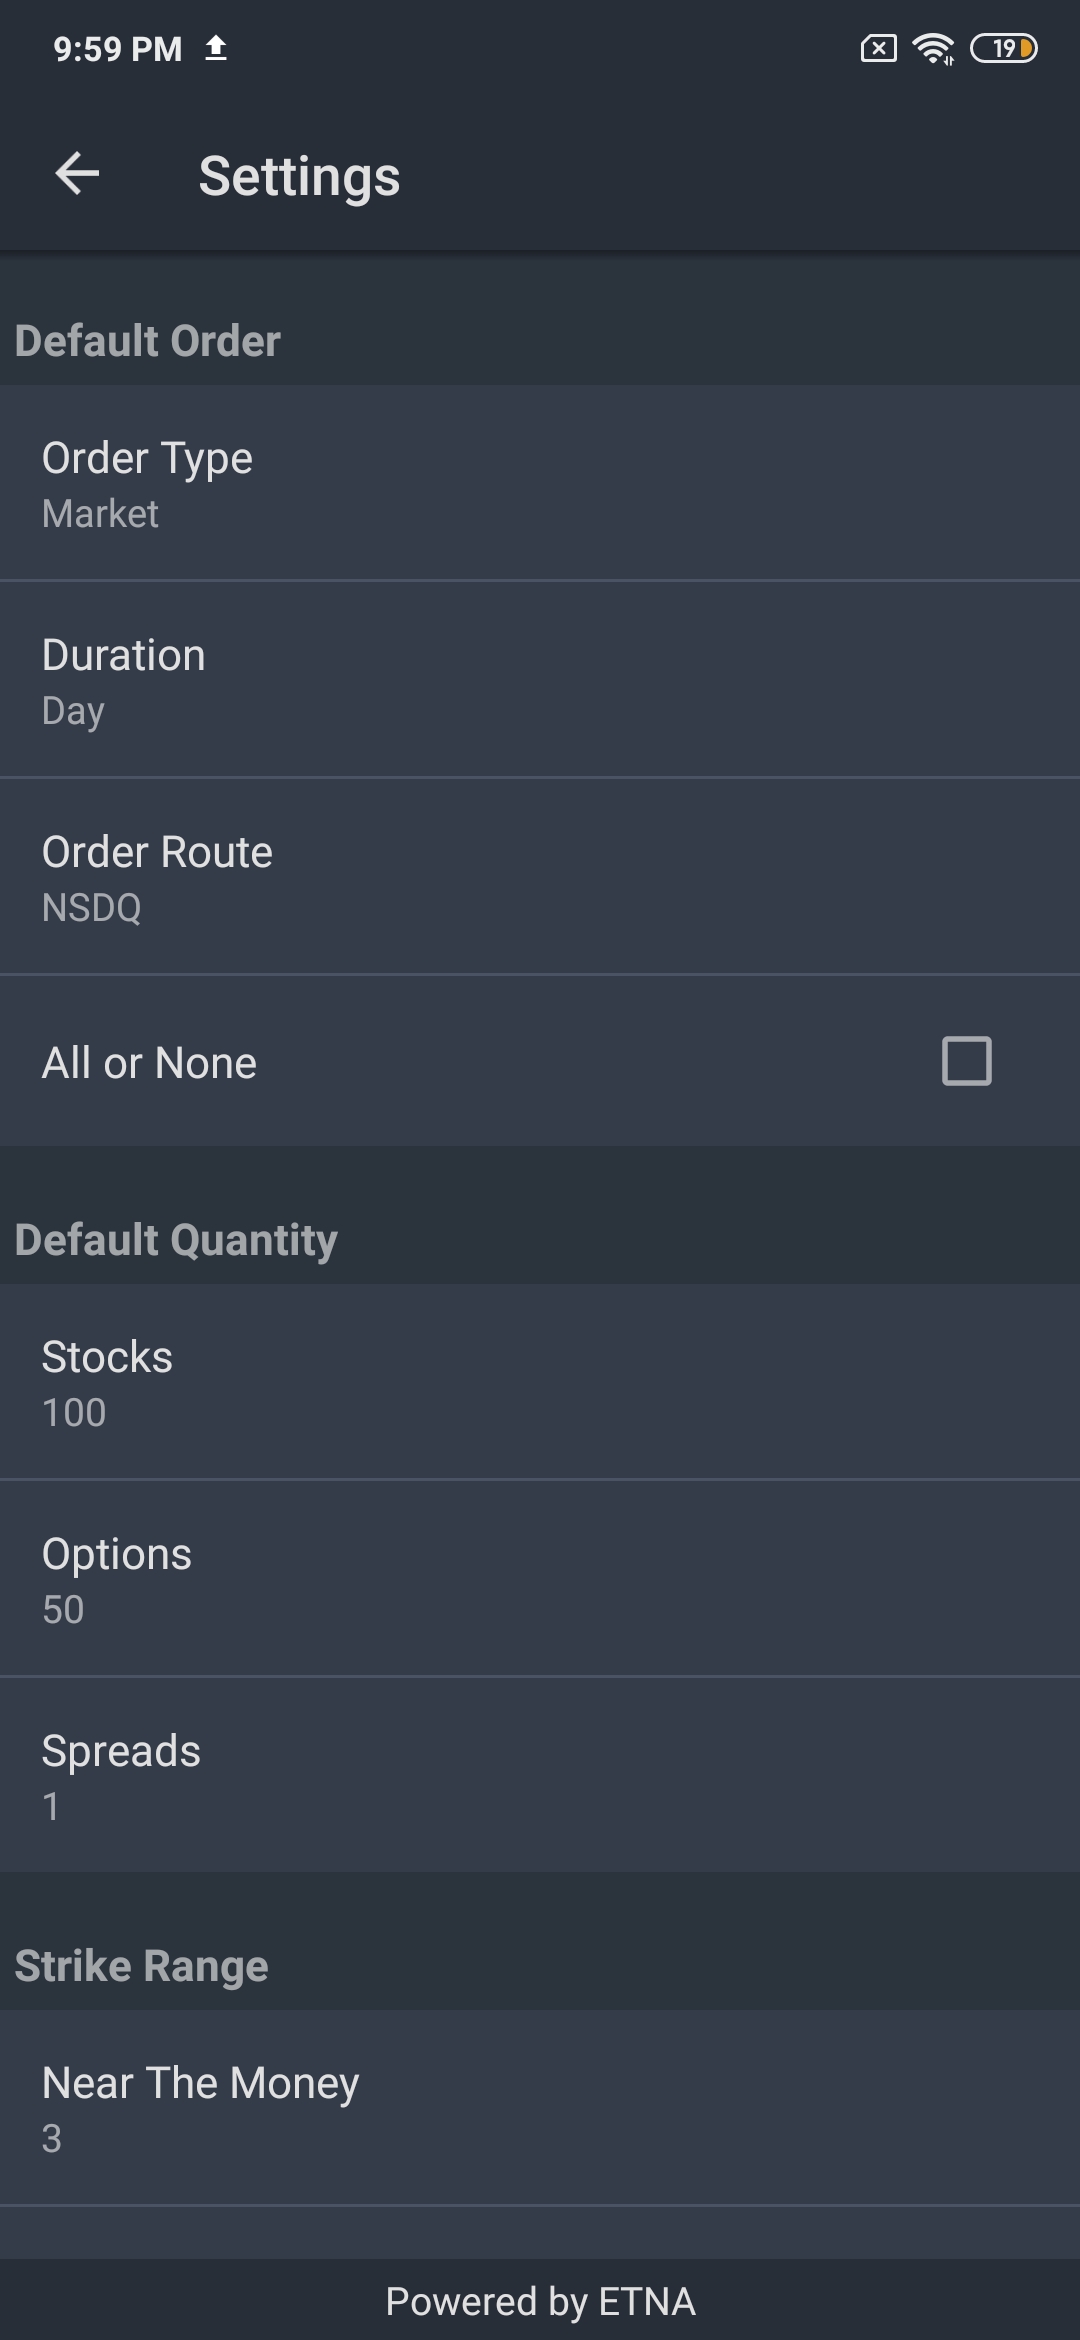 9:59 PM
19
Settings
Default Order
Order Type
Market
Duration
Day
Order Route
NSDQ
All or None
Default Quantity
Stocks
100
Options
50
Spreads
1
Strike Range
Near The Money
3
Powered by ETNA